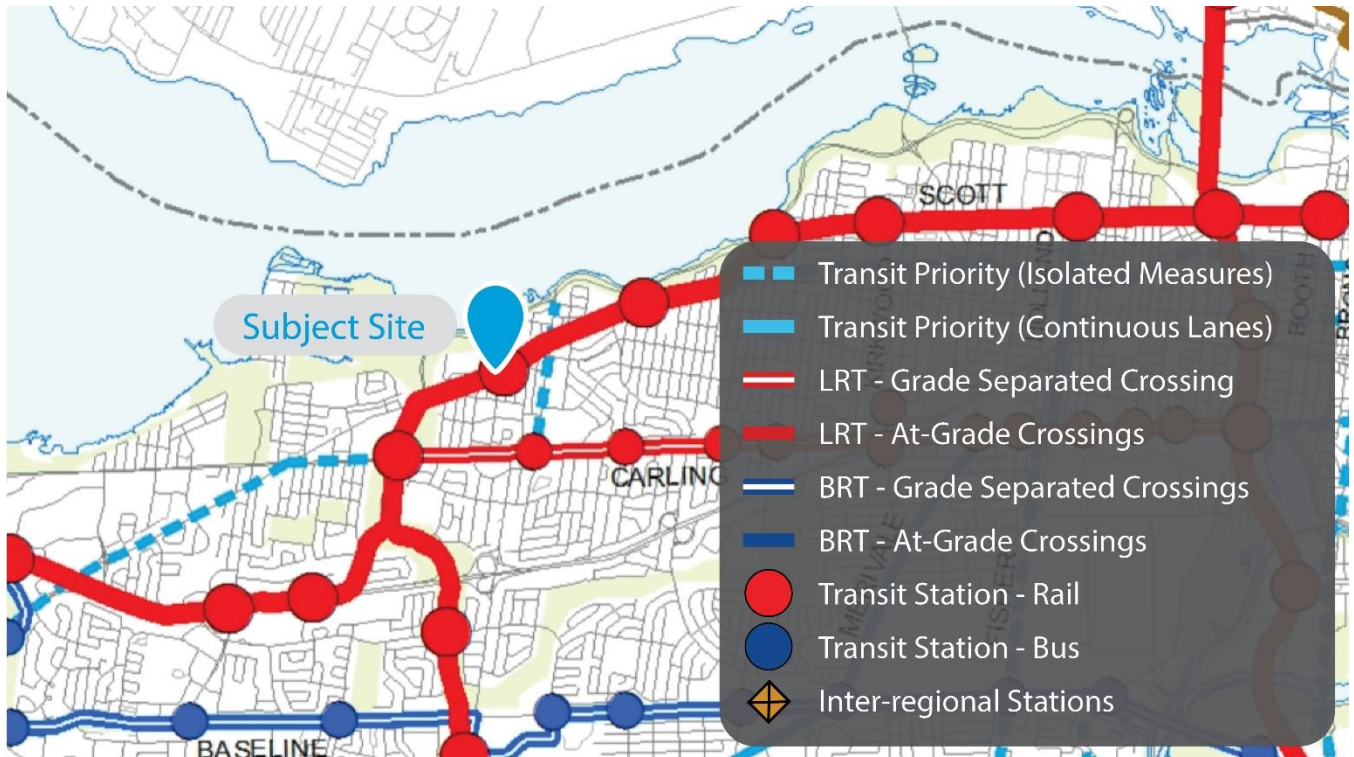 SCOTT
Subject Site
Transit Priority (Isolated Measures)
Transit Priority (Continuous Lanes)
LRT - Grade Separated Crossing
LRT - At-Grade Crossings
CARLING
BRT - Grade Separated Crossings
BRT - At-Grade Crossings
Transit Station - Rail
Transit Station - Bus
Inter-regional Stations
BASELINE
MERIVALE
FISHER
BOOTH